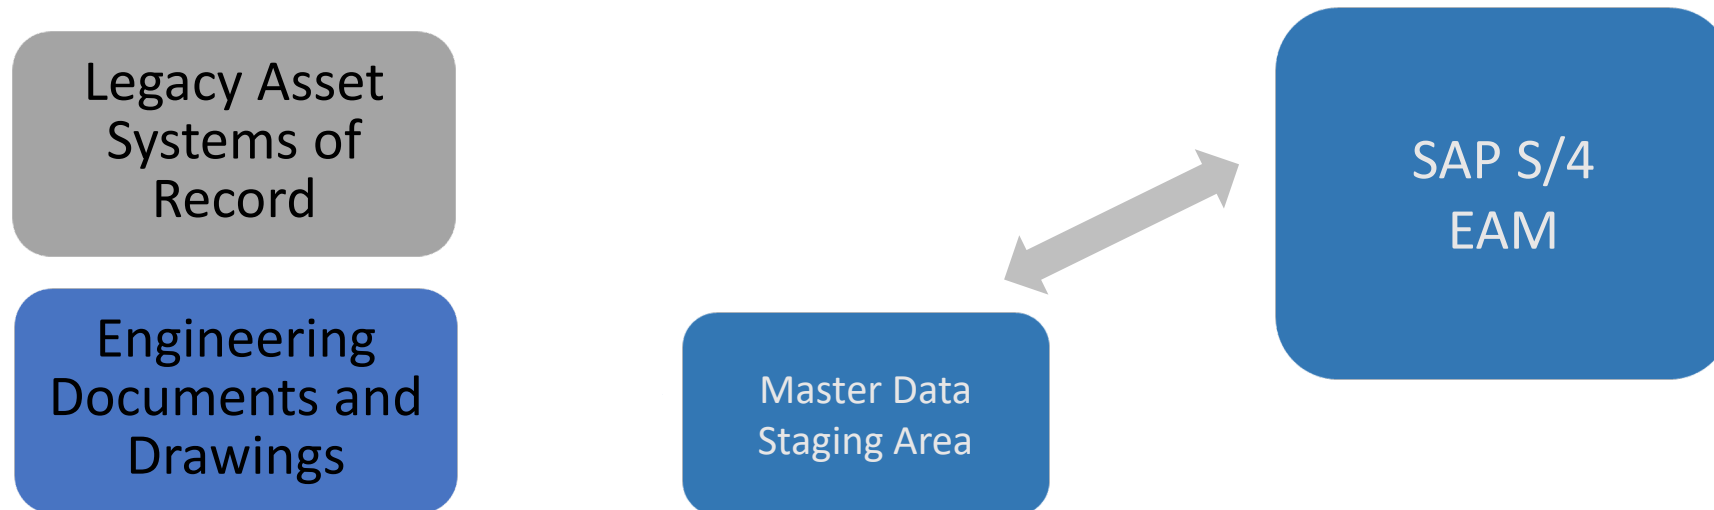 Legacy Asset
Systems of
Record
Engineering
Documents and
Drawings
Master Data
Staging Area
SAP S/4
EAM